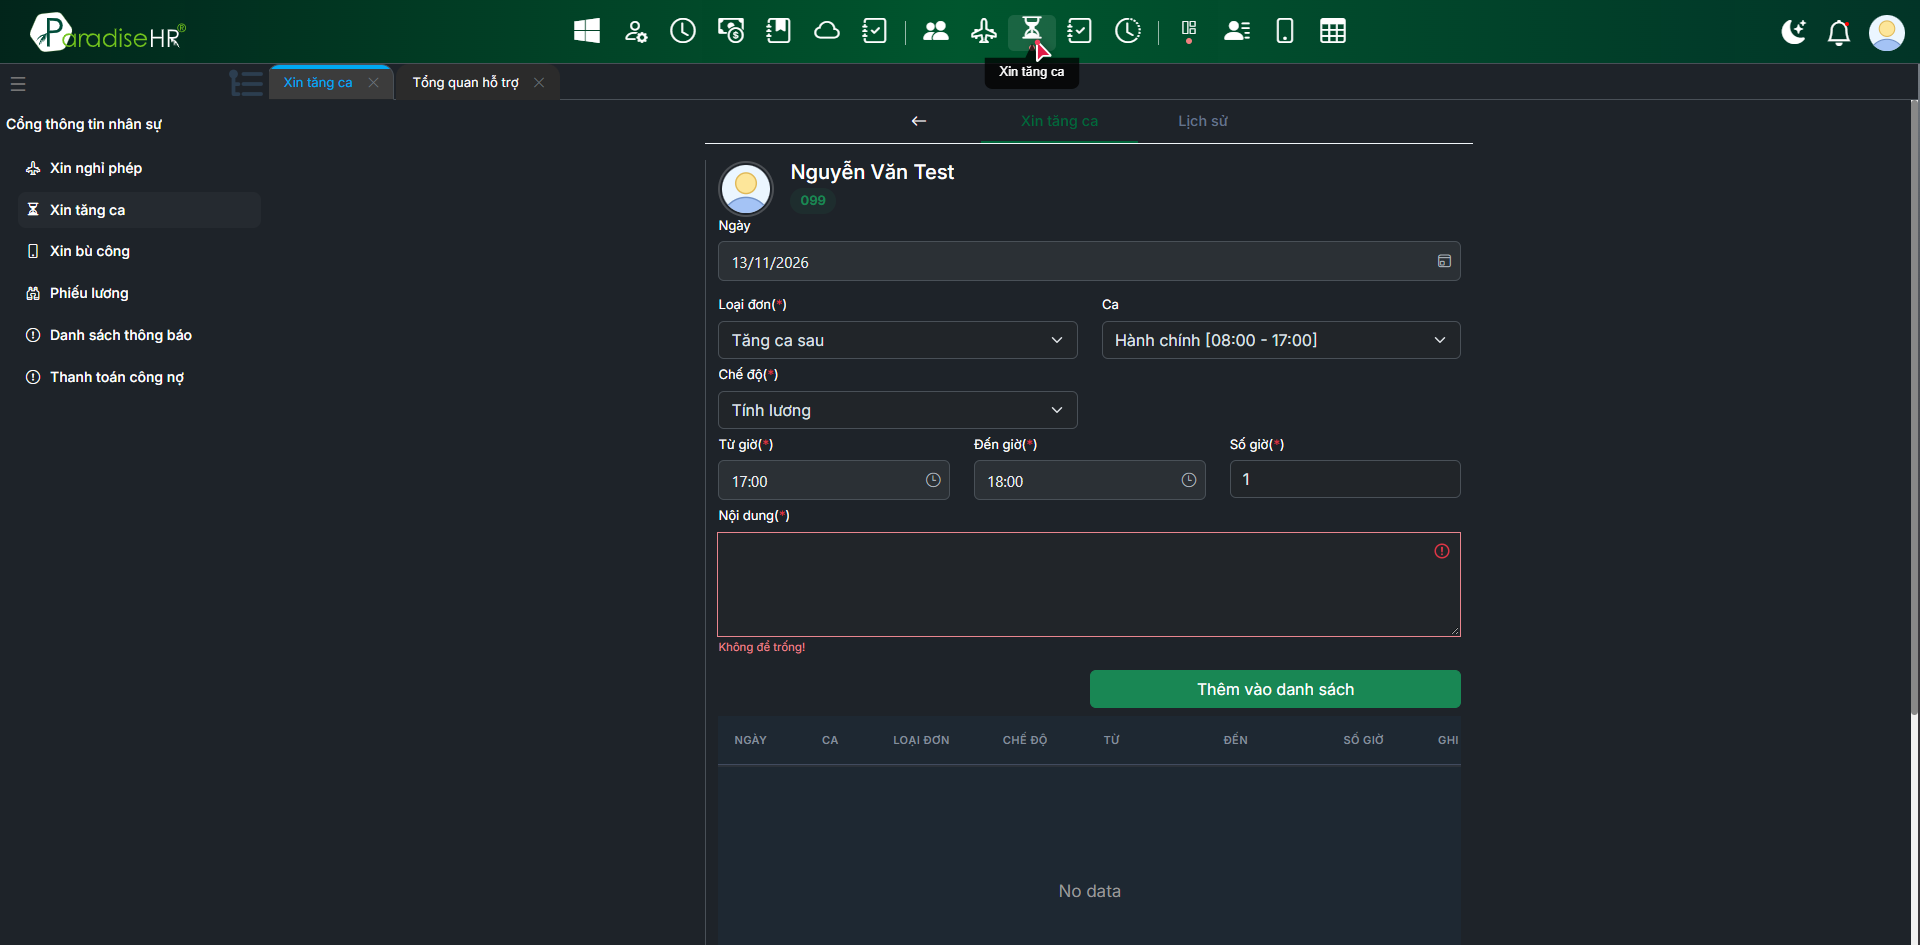 ParadiseHR®
Xin tăng ca
Xin tăng ca
Tổng quan hỗ trợ
Cổng thông tin nhân sự
Xin nghỉ phép
Xin tăng ca
Xin bù công
Phiếu lương
Danh sách thông báo
Thanh toán công nợ
Xin tăng ca
Lịch sử
Nguyễn Văn Test
099
Ngày
13/11/2026
Loại đơn(*)
Ca
Tăng ca sau
Hành chính [08:00 - 17:00]
Chế độ(*)
Tính lương
Từ giờ(*)
Đến giờ(*)
Số giờ(*)
17:00
18:00
1
Nội dung(*)
Không để trống!
Thêm vào danh sách
NGÀY CA LOẠI ĐƠN CHẾ ĐỘ TỪ ĐẾN SỐ GIỜ GHI
No data